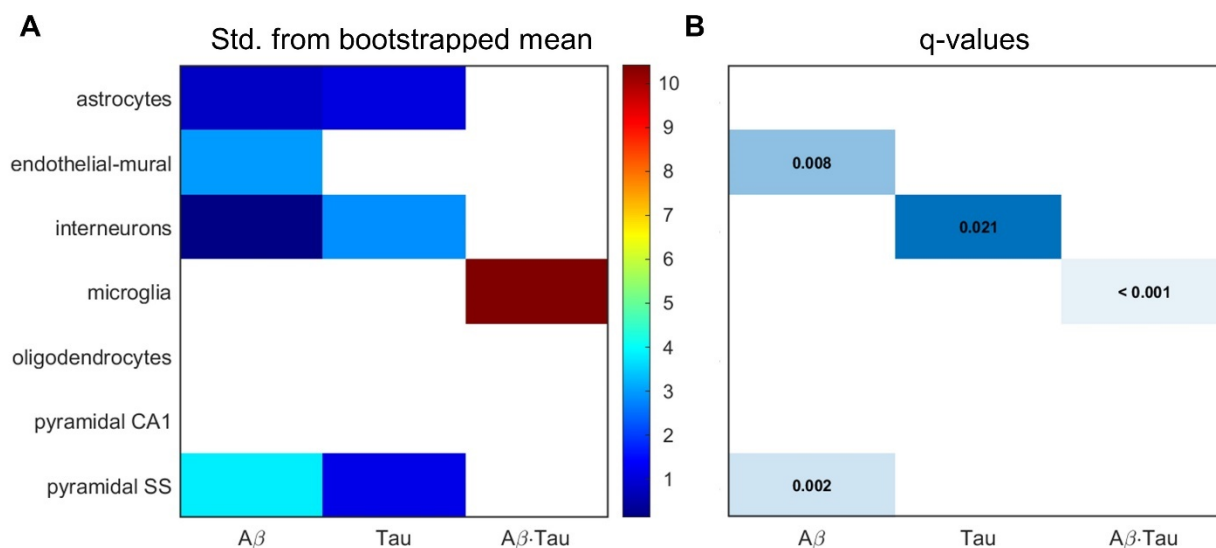 A
Std. from bootstrapped mean
astrocytes
endothelial-mural
interneurons
microglia
oligodendrocytes
pyramidal CA1
pyramidal SS
Aβ
Tau
Aβ·Tau
10
9
8
7
6
5
4
3
2
1
B
q-values
0.008
0.021
< 0.001
0.002
Aβ
Tau
Aβ·Tau